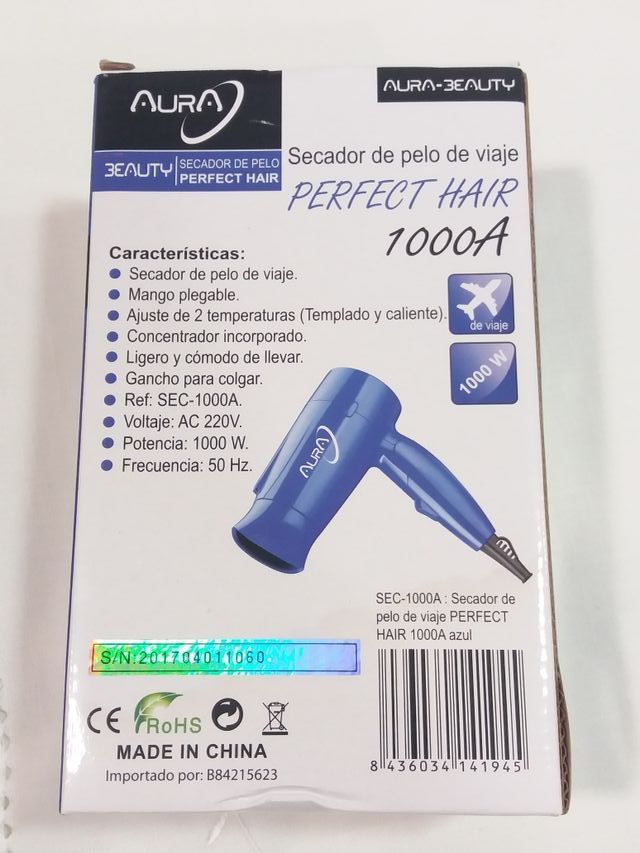 AURA
AURA-BEAUTY
BEAUTY
SECADOR DE PELO
PERFECT HAIR
Secador de pelo de viaje
PERFECT HAIR
1000A
Características:
Secador de pelo de viaje.
Mango plegable.
Ajuste de 2 temperaturas (Templado y caliente).
Concentrador incorporado.
Ligero y cómodo de llevar.
Gancho para colgar.
Ref: SEC-1000A.
Voltaje: AC 220V.
Potencia: 1000 W.
Frecuencia: 50 Hz.
de viaje
1000 W
AURA
SEC-1000A : Secador de
pelo de viaje PERFECT
HAIR 1000A azul
S/N:201704011060
CE
RoHS
MADE IN CHINA
Importado por: B84215623
8 436034 141945